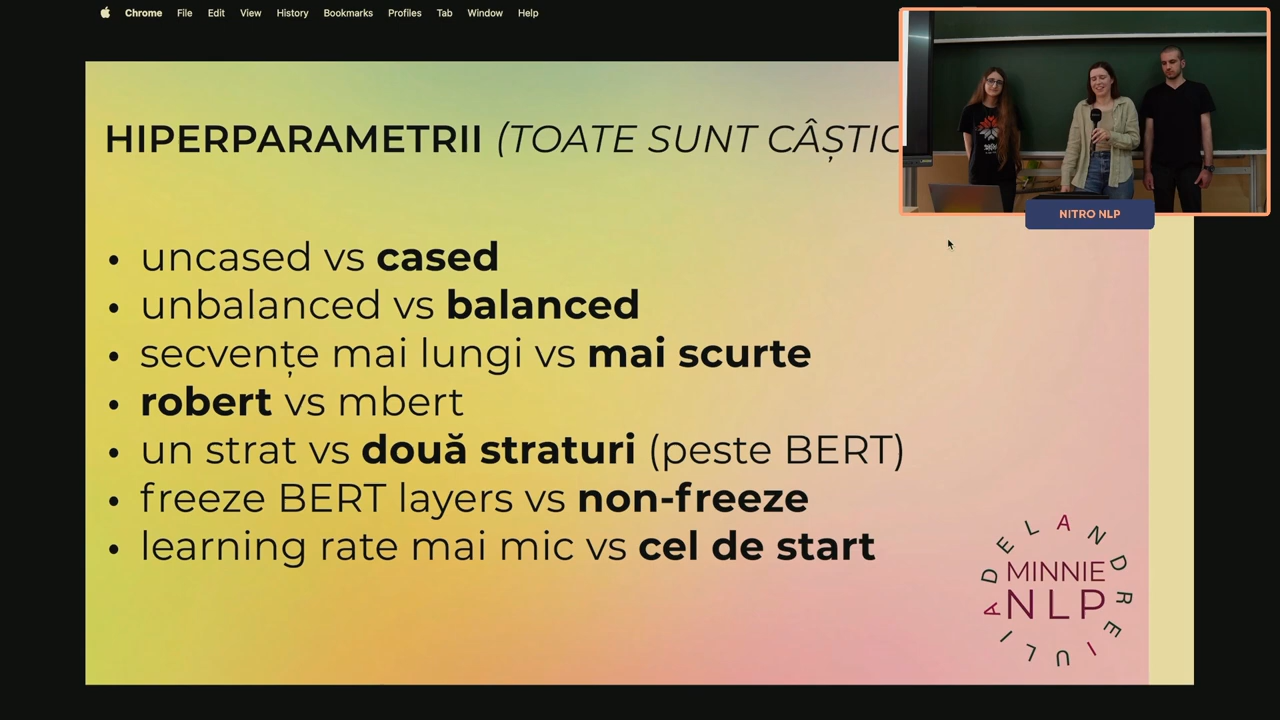 Chrome File Edit View History Bookmarks Profiles Tab Window Help
HIPERPARAMETRII (TOATE SUNT CÂȘTIG
NITRO NLP
• uncased vs cased
• unbalanced vs balanced
• secvențe mai lungi vs mai scurte
• robert vs mbert
• un strat vs două straturi (peste BERT)
• freeze BERT layers vs non-freeze
• learning rate mai mic vs cel de start
ADELANDREIULI
MINNIE
NLP